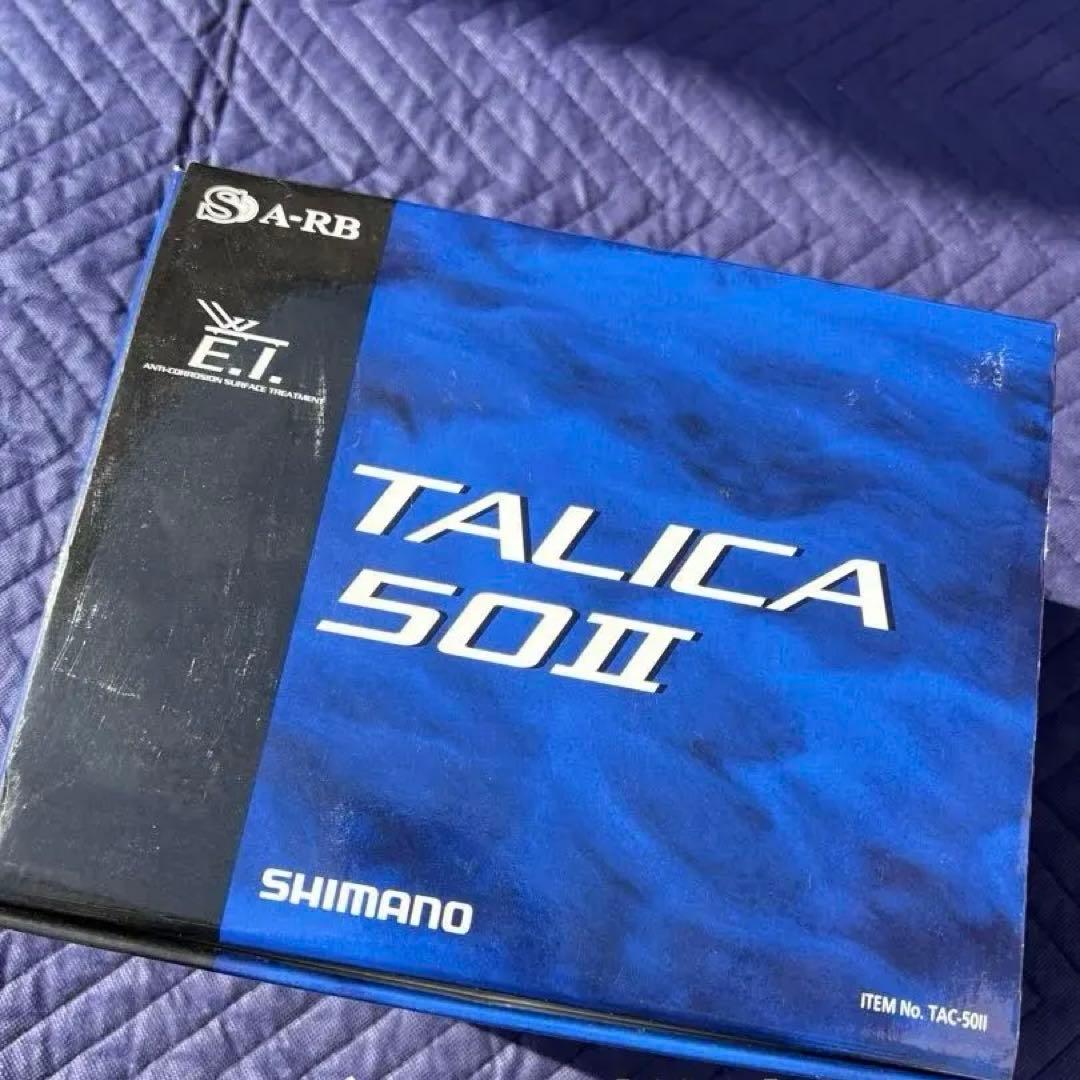 S A-RB
E.I.
ANTI-CORROSION SURFACE TREATMENT
TALICA
50II
SHIMANO
ITEM No. TAC-50II